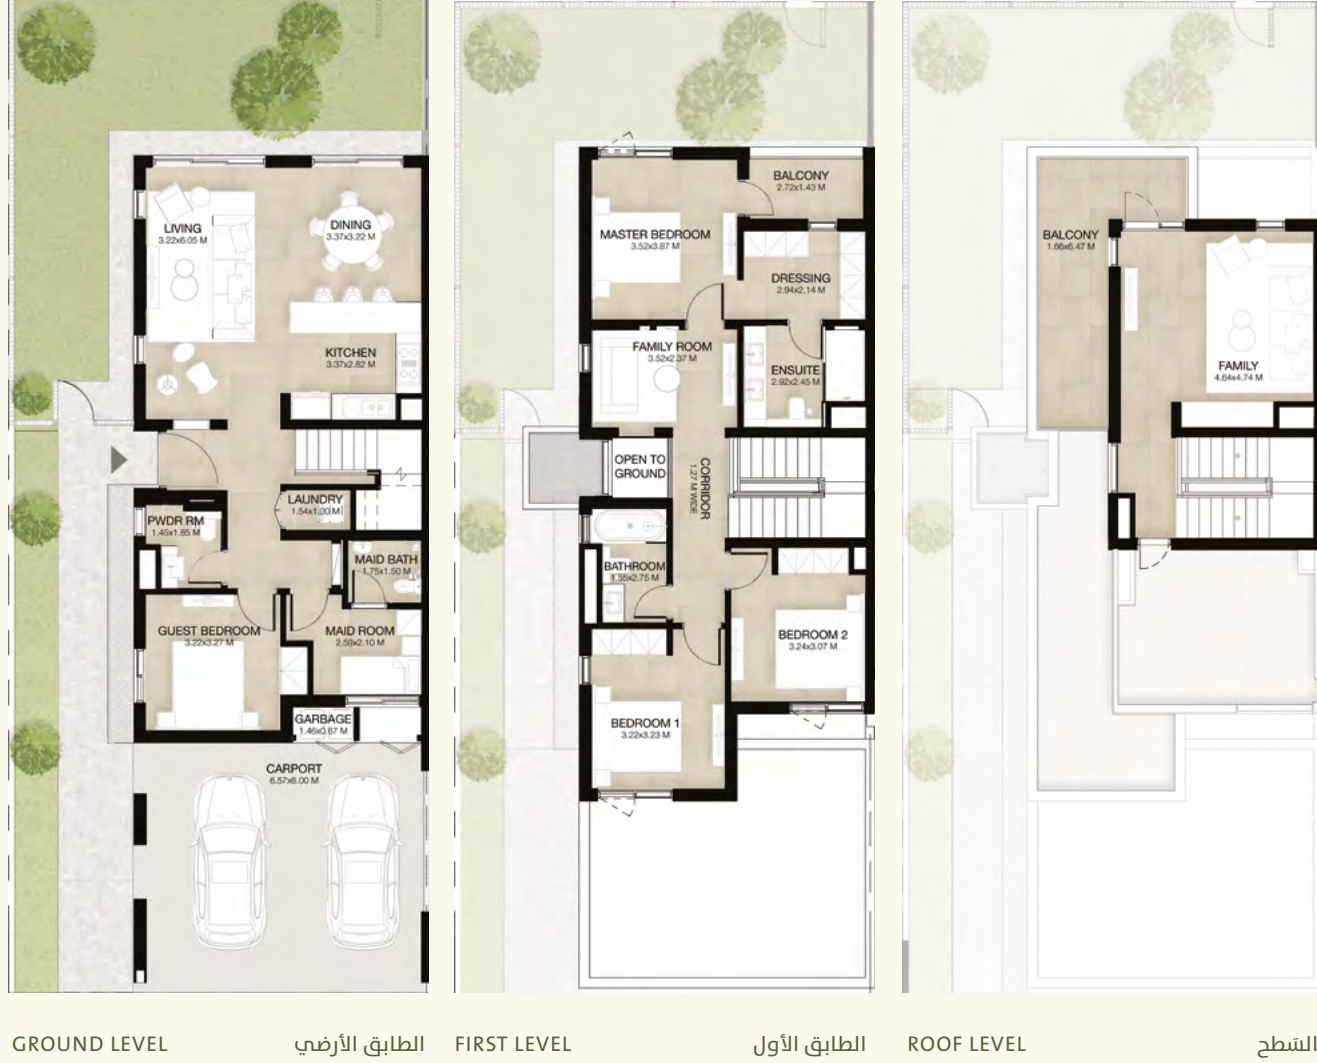 LIVING
3.22x6.05 M
DINING
3.37x3.22 M
KITCHEN
3.37x2.82 M
LAUNDRY
1.54x1.00 M
PWDR RM
1.45x1.85 M
MAID BATH
1.75x1.50 M
GUEST BEDROOM
3.22x3.27 M
MAID ROOM
2.59x2.10 M
GARBAGE
1.46x0.67 M
CARPORT
6.57x6.00 M
GROUND LEVEL
الطابق الأرضي
BALCONY
2.72x1.43 M
MASTER BEDROOM
3.52x3.87 M
DRESSING
2.94x2.14 M
FAMILY ROOM
3.52x2.37 M
ENSUITE
2.92x2.45 M
OPEN TO
GROUND
CORRIDOR
1.27 M WIDE
BATHROOM
1.55x2.75 M
BEDROOM 2
3.24x3.07 M
BEDROOM 1
3.22x3.23 M
FIRST LEVEL
الطابق الأول
BALCONY
1.66x6.47 M
FAMILY
4.64x4.74 M
ROOF LEVEL
السَطح